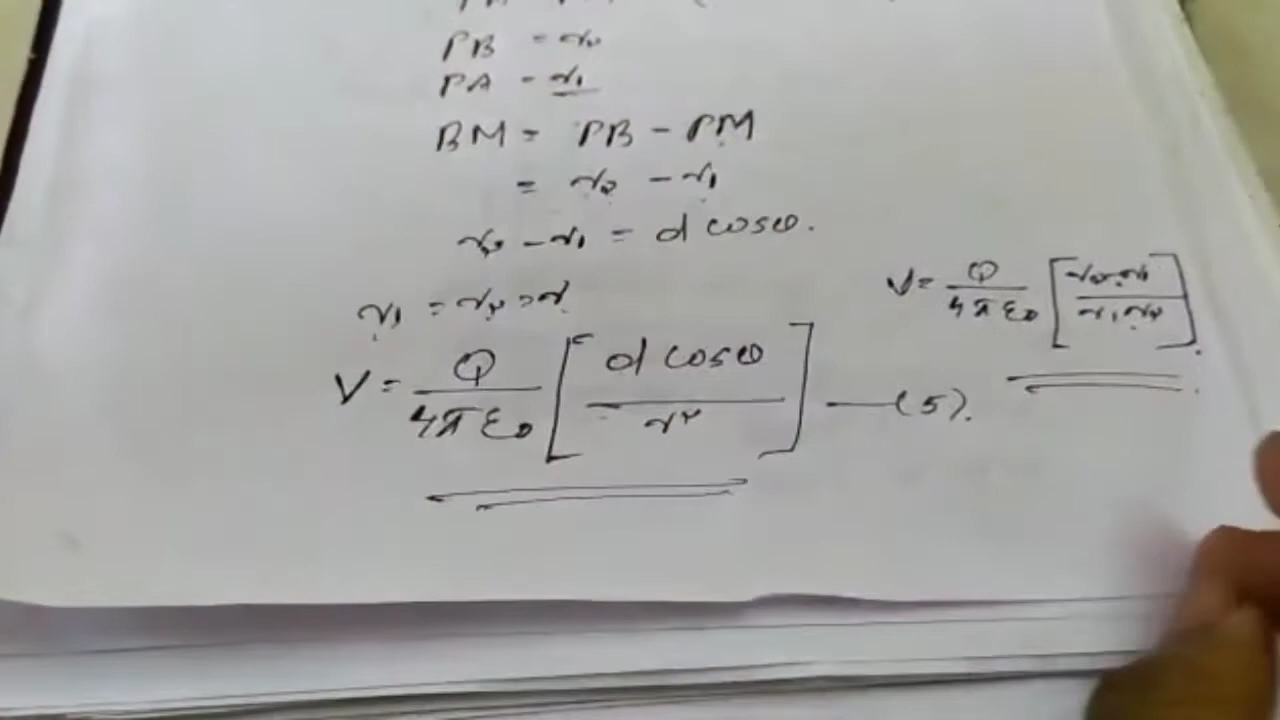 PB = r₂
PA = r₁
BM = PB - PM
= r₂ - r₁
r₂ - r₁ = d cosθ.
r₁ = r₂ = r
V = Q/4πε₀ [r₂-r₁/r₁r₂].
V = Q/4πε₀ [d cosθ/r²] —(5).